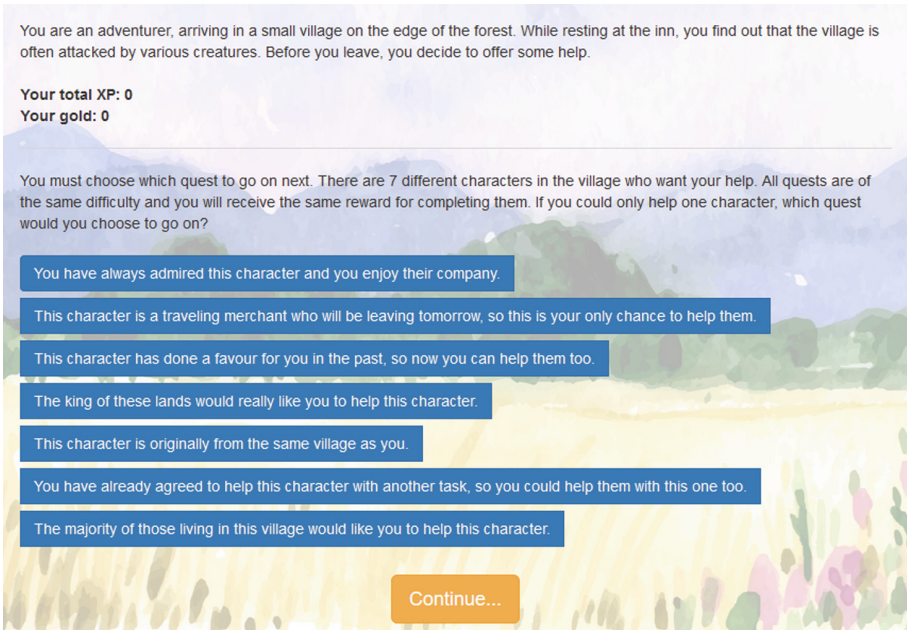 You are an adventurer, arriving in a small village on the edge of the forest. While resting at the inn, you find out that the village is
often attacked by various creatures. Before you leave, you decide to offer some help.
Your total XP: 0
Your gold: 0
You must choose which quest to go on next. There are 7 different characters in the village who want your help. All quests are of
the same difficulty and you will receive the same reward for completing them. If you could only help one character, which quest
would you choose to go on?
You have always admired this character and you enjoy their company.
This character is a traveling merchant who will be leaving tomorrow, so this is your only chance to help them.
This character has done a favour for you in the past, so now you can help them too.
The king of these lands would really like you to help this character.
This character is originally from the same village as you.
You have already agreed to help this character with another task, so you could help them with this one too.
The majority of those living in this village would like you to help this character.
Continue...